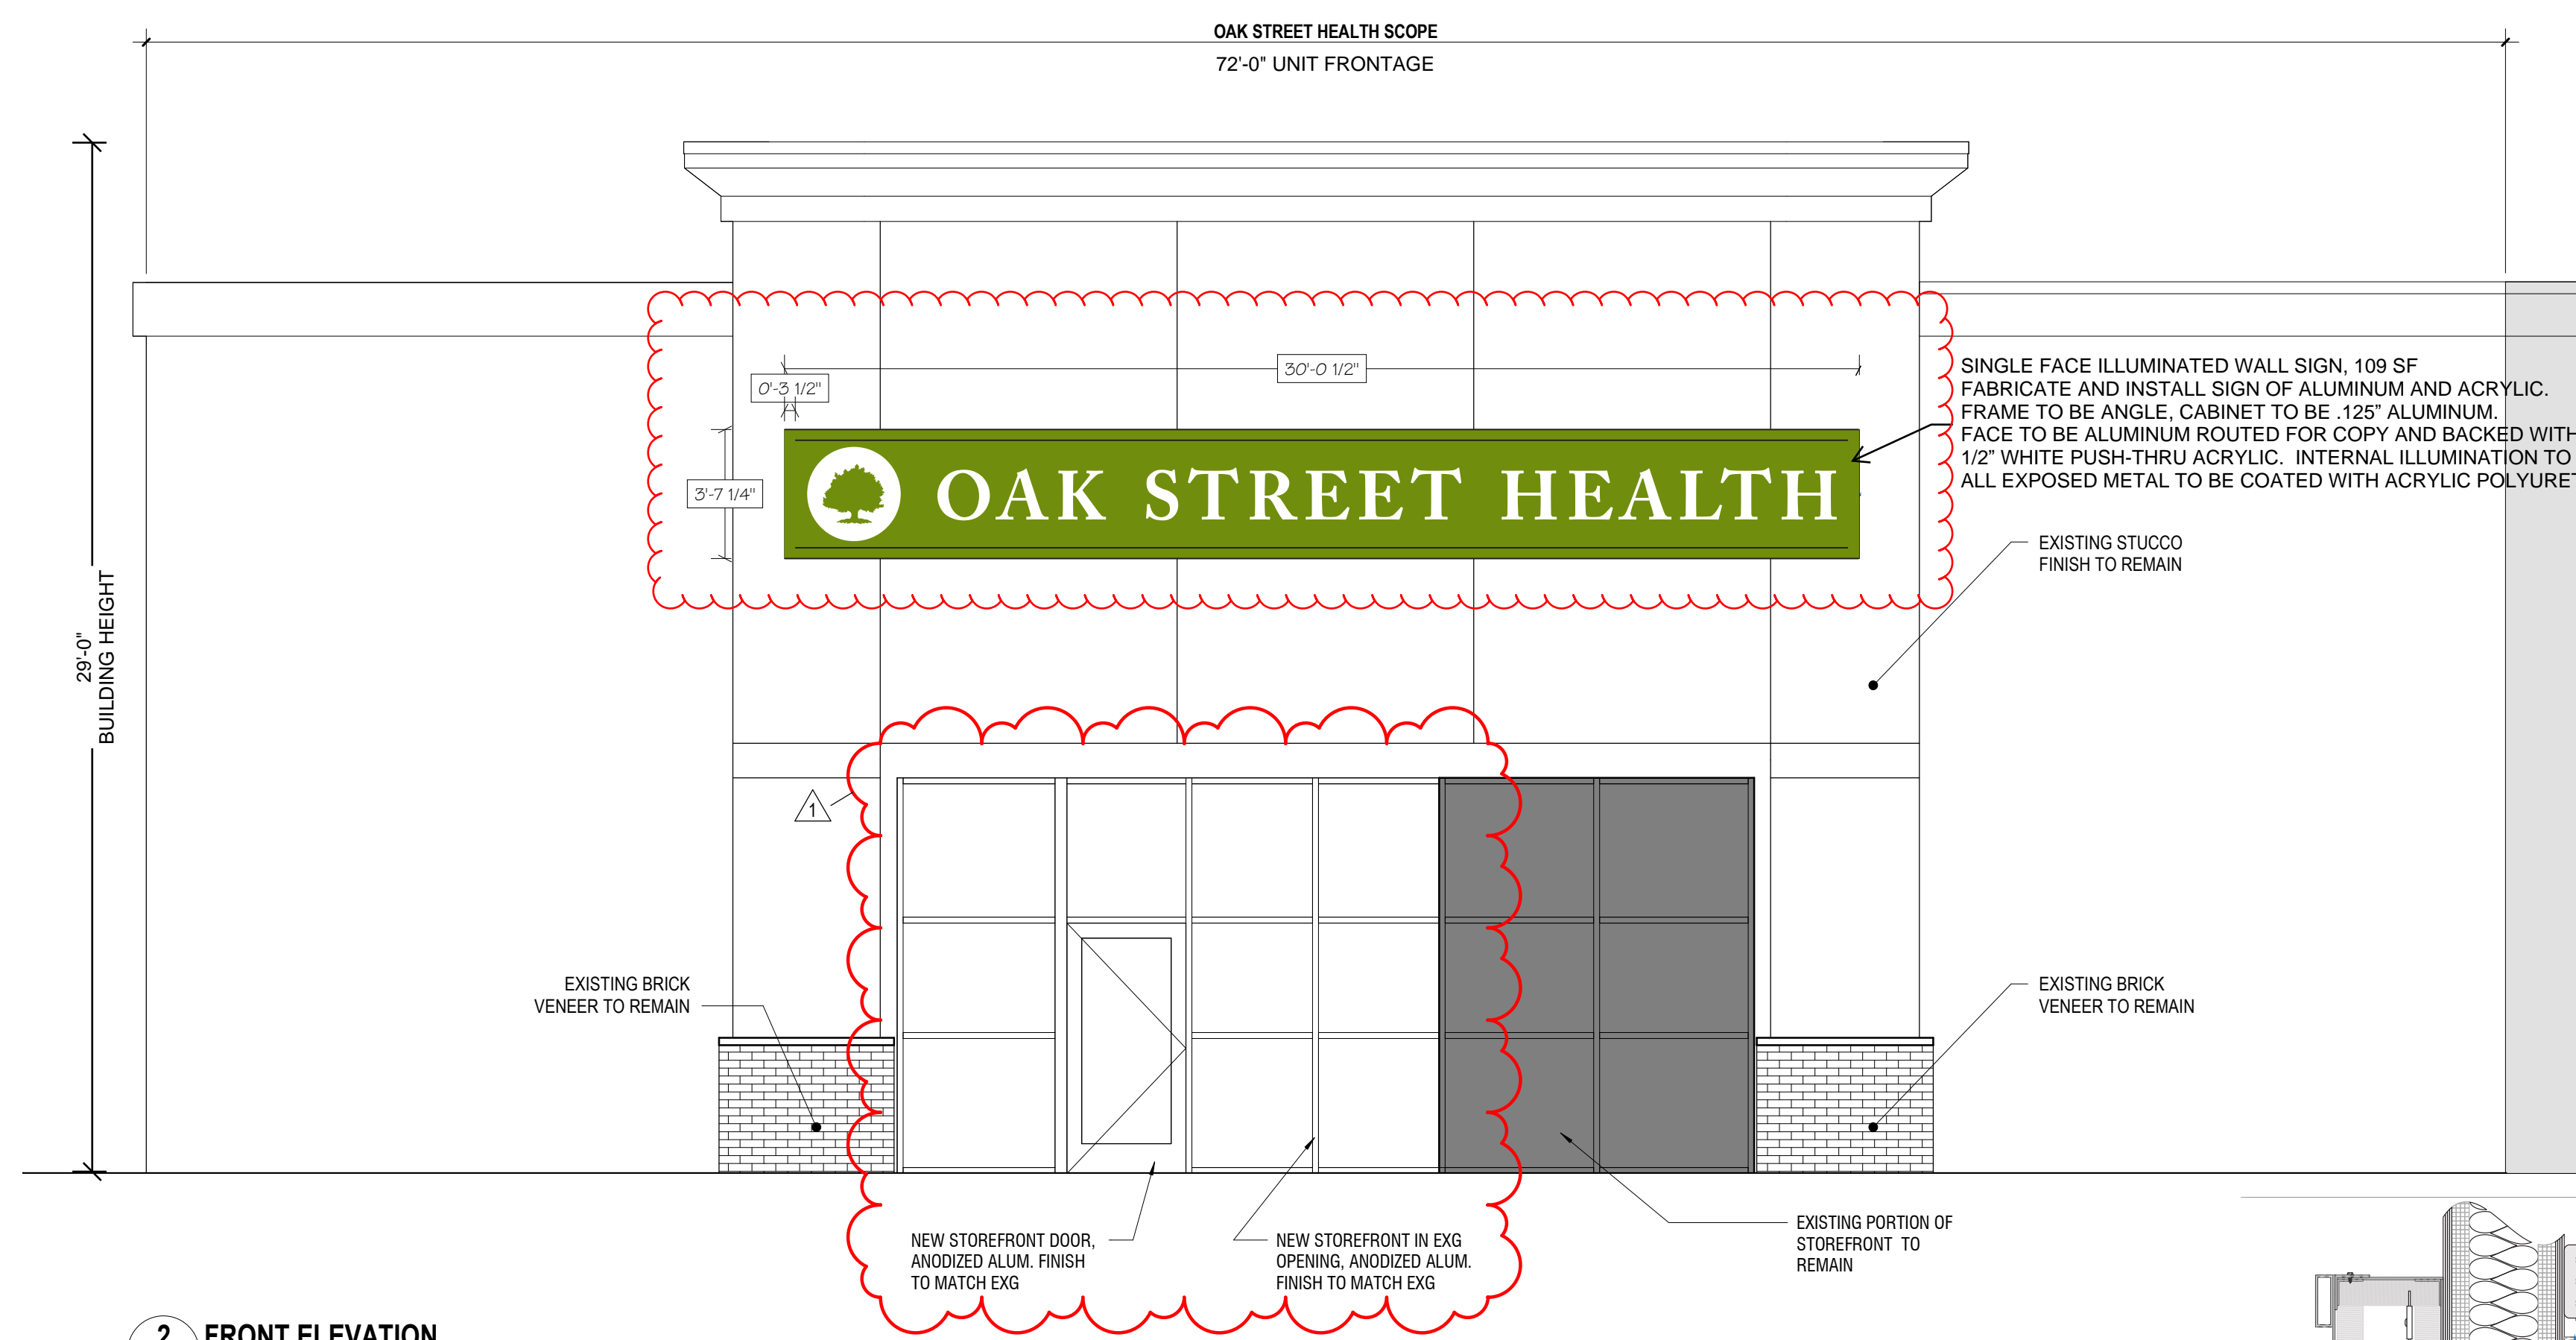 OAK STREET HEALTH SCOPE
72'-0" UNIT FRONTAGE
30'-0 1/2"
0'-3 1/2"
3'-7 1/4"
OAK STREET HEALTH
SINGLE FACE ILLUMINATED WALL SIGN, 109 SF
FABRICATE AND INSTALL SIGN OF ALUMINUM AND ACRYLIC.
FRAME TO BE ANGLE, CABINET TO BE .125” ALUMINUM.
FACE TO BE ALUMINUM ROUTED FOR COPY AND BACKED WITH
1/2” WHITE PUSH-THRU ACRYLIC. INTERNAL ILLUMINATION TO
ALL EXPOSED METAL TO BE COATED WITH ACRYLIC POLYURET
EXISTING STUCCO
FINISH TO REMAIN
29'-0"
BUILDING HEIGHT
1
EXISTING BRICK
VENEER TO REMAIN
EXISTING BRICK
VENEER TO REMAIN
NEW STOREFRONT DOOR,
ANODIZED ALUM. FINISH
TO MATCH EXG
NEW STOREFRONT IN EXG
OPENING, ANODIZED ALUM.
FINISH TO MATCH EXG
EXISTING PORTION OF
STOREFRONT TO
REMAIN
2 FRONT ELEVATION